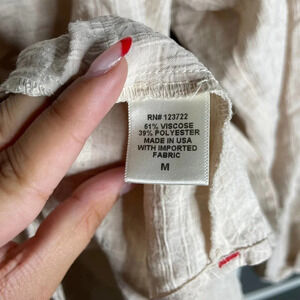 RN# 123722
61% VISCOSE
39% POLYESTER
MADE IN USA
WITH IMPORTED
FABRIC
M